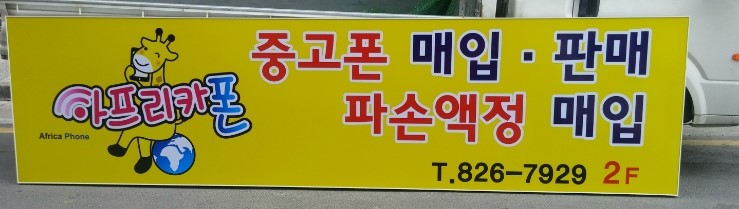 아프리카폰
Africa Phone
중고폰 매입·판매
파손액정 매입
T.826-7929 2F